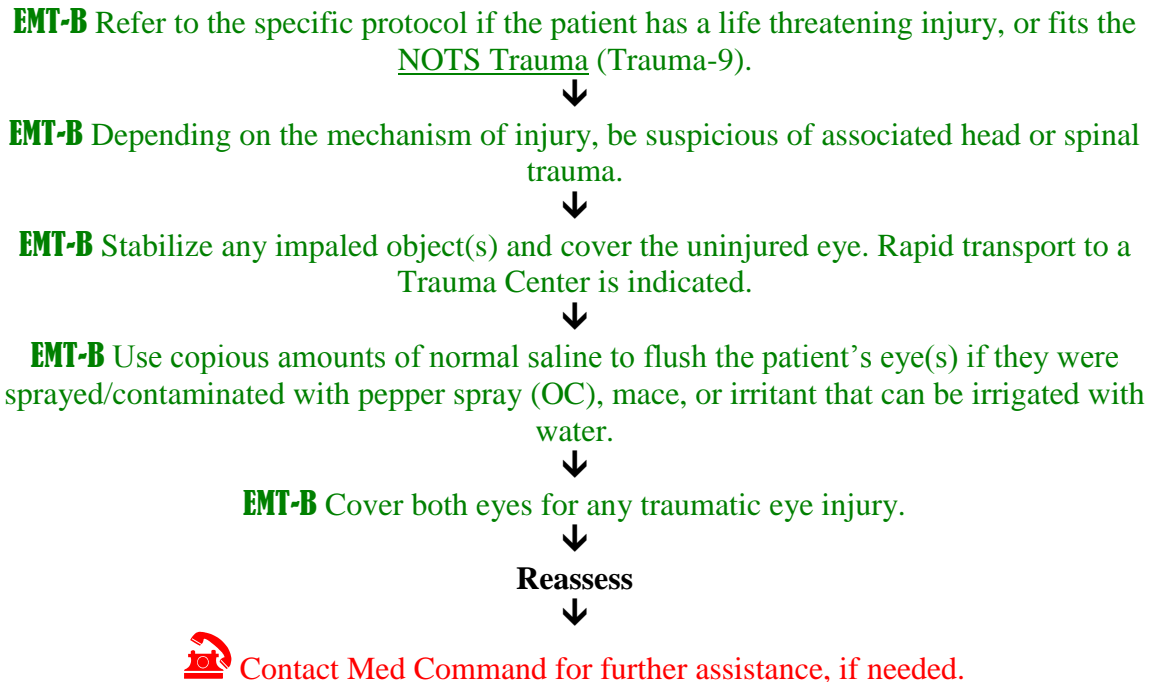 EMT-B Refer to the specific protocol if the patient has a life threatening injury, or fits the
NOTS Trauma (Trauma-9).
EMT-B Depending on the mechanism of injury, be suspicious of associated head or spinal
trauma.
EMT-B Stabilize any impaled object(s) and cover the uninjured eye. Rapid transport to a
Trauma Center is indicated.
EMT-B Use copious amounts of normal saline to flush the patient’s eye(s) if they were
sprayed/contaminated with pepper spray (OC), mace, or irritant that can be irrigated with
water.
EMT-B Cover both eyes for any traumatic eye injury.
Reassess
Contact Med Command for further assistance, if needed.